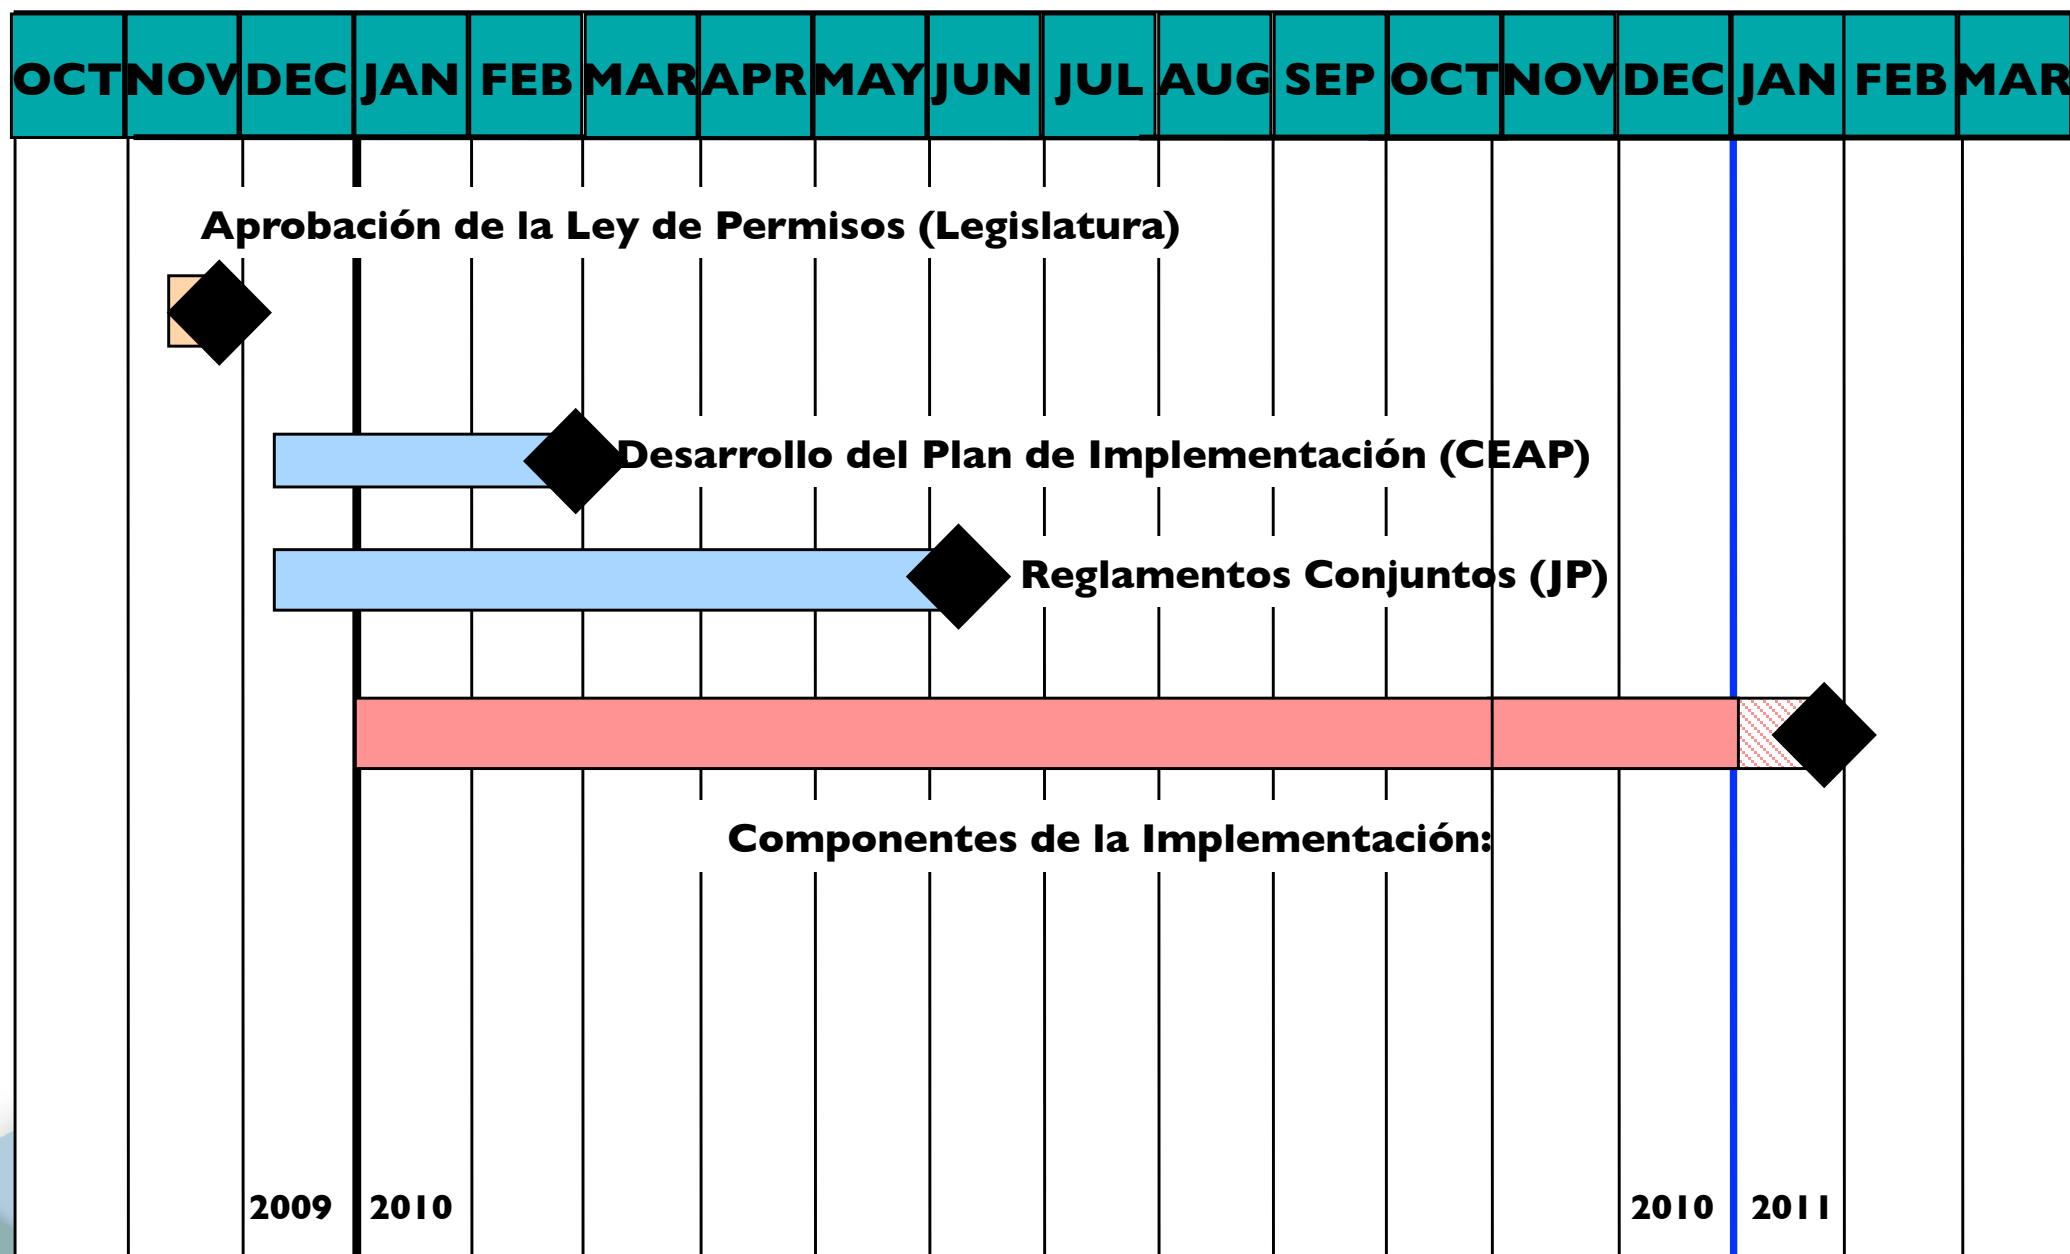 OCT NOV DEC JAN FEB MAR APR MAY JUN JUL AUG SEP OCT NOV DEC JAN FEB MAR
Aprobación de la Ley de Permisos (Legislatura)
Desarrollo del Plan de Implementación (CEAP)
Reglamentos Conjuntos (JP)
Componentes de la Implementación:
2009 2010 2010 2011